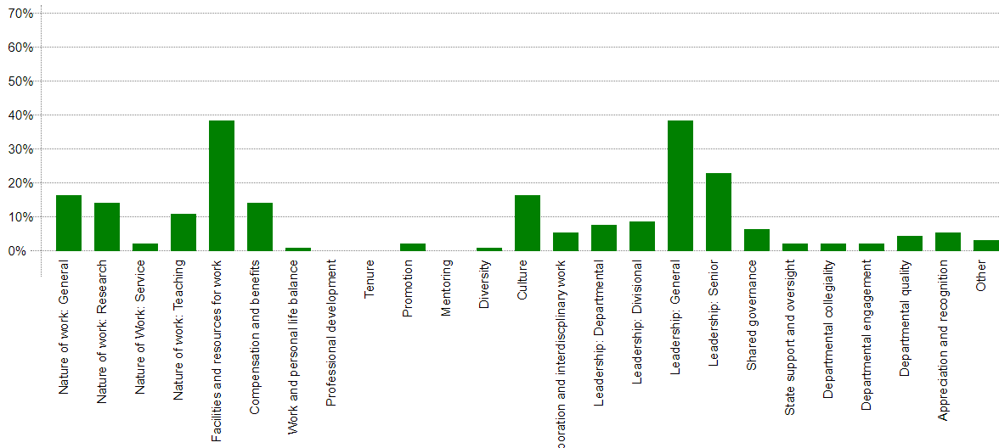 70%
60%
50%
40%
30%
20%
10%
0%
Nature of work: General
Nature of work: Research
Nature of Work: Service
Nature of work: Teaching
Facilities and resources for work
Compensation and benefits
Work and personal life balance
Professional development
Tenure
Promotion
Mentoring
Diversity
Culture
poration and interdiscplinary work
Leadership: Departmental
Leadership: Divisional
Leadership: General
Leadership: Senior
Shared governance
State support and oversight
Departmental collegiality
Departmental engagement
Departmental quality
Appreciation and recognition
Other